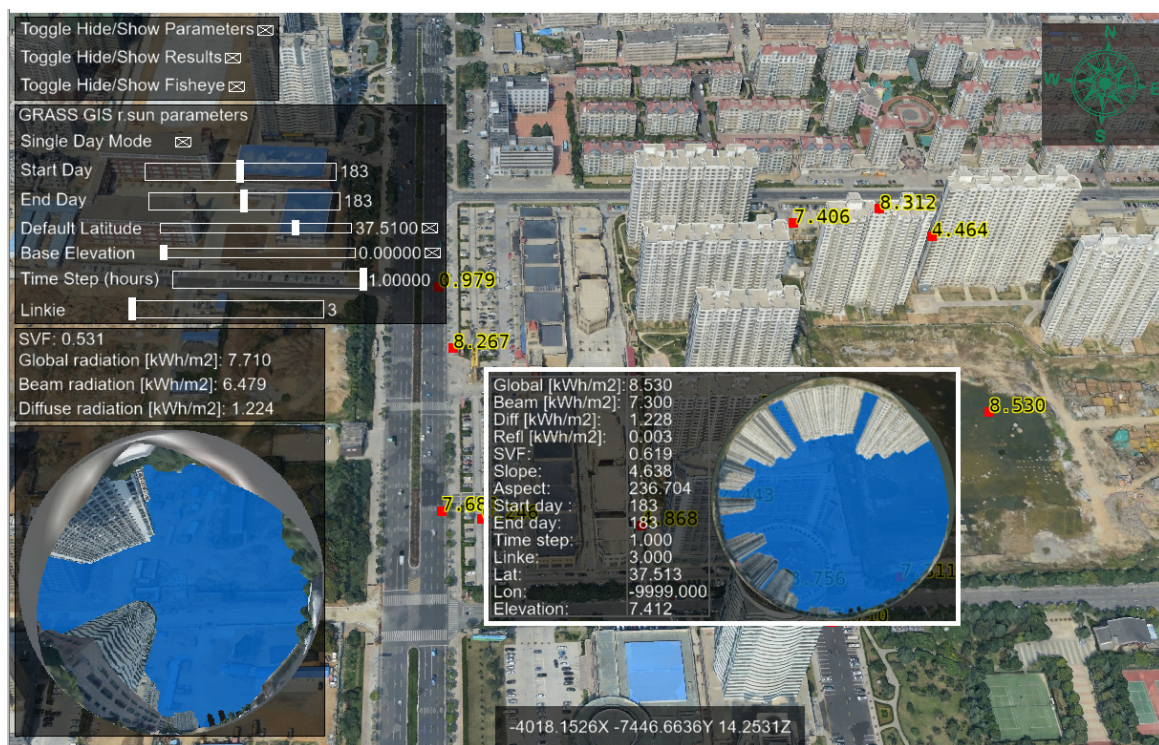 Toggle Hide/Show Parameters
Toggle Hide/Show Results
Toggle Hide/Show Fisheye
GRASS GIS r.sun parameters
Single Day Mode
Start Day 183
End Day 183
Default Latitude 37.5100
Base Elevation 0.00000
Time Step (hours) 1.00000
Linkie 3
SVF: 0.531
Global radiation [kWh/m2]: 7.710
Beam radiation [kWh/m2]: 6.479
Diffuse radiation [kWh/m2]: 1.224
N
W E
S
7.406
8.312
4.464
0.979
8.267
8.530
Global [kWh/m2]: 8.530
Beam [kWh/m2]: 7.300
Diff [kWh/m2]: 1.228
Refl [kWh/m2]: 0.003
SVF: 0.619
Slope: 4.638
Aspect: 236.704
Start day : 183
End day: 183
Time step: 1.000
Linke: 3.000
Lat: 37.513
Lon: -9999.000
Elevation: 7.412
-4018.1526X -7446.6636Y 14.2531Z